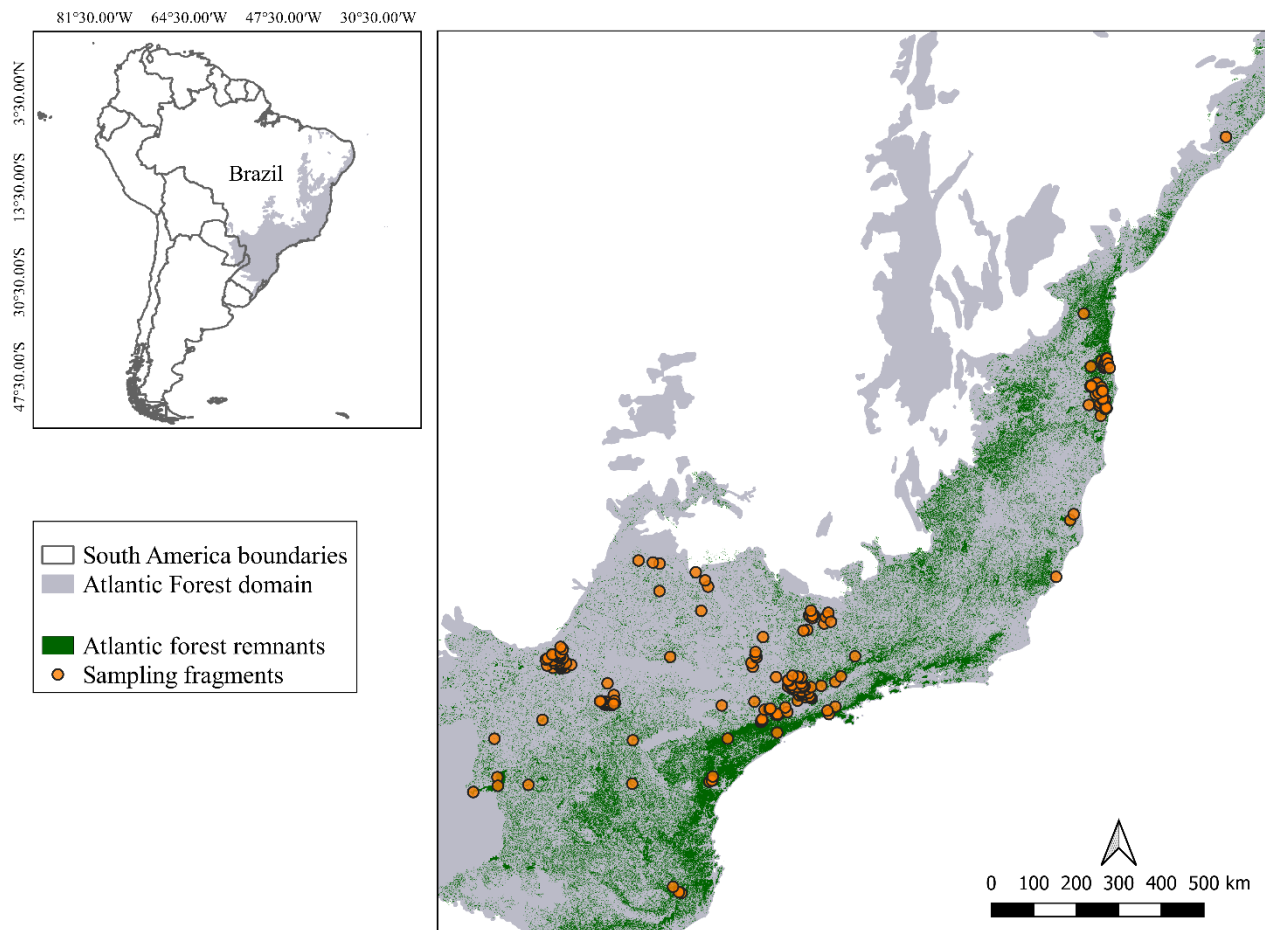 81°30.00'W 64°30.00'W 47°30.00'W 30°30.00'W
3°30.00'N
13°30.00'S
30°30.00'S
47°30.00'S
Brazil
South America boundaries
Atlantic Forest domain
Atlantic forest remnants
Sampling fragments
0 100 200 300 400 500 km